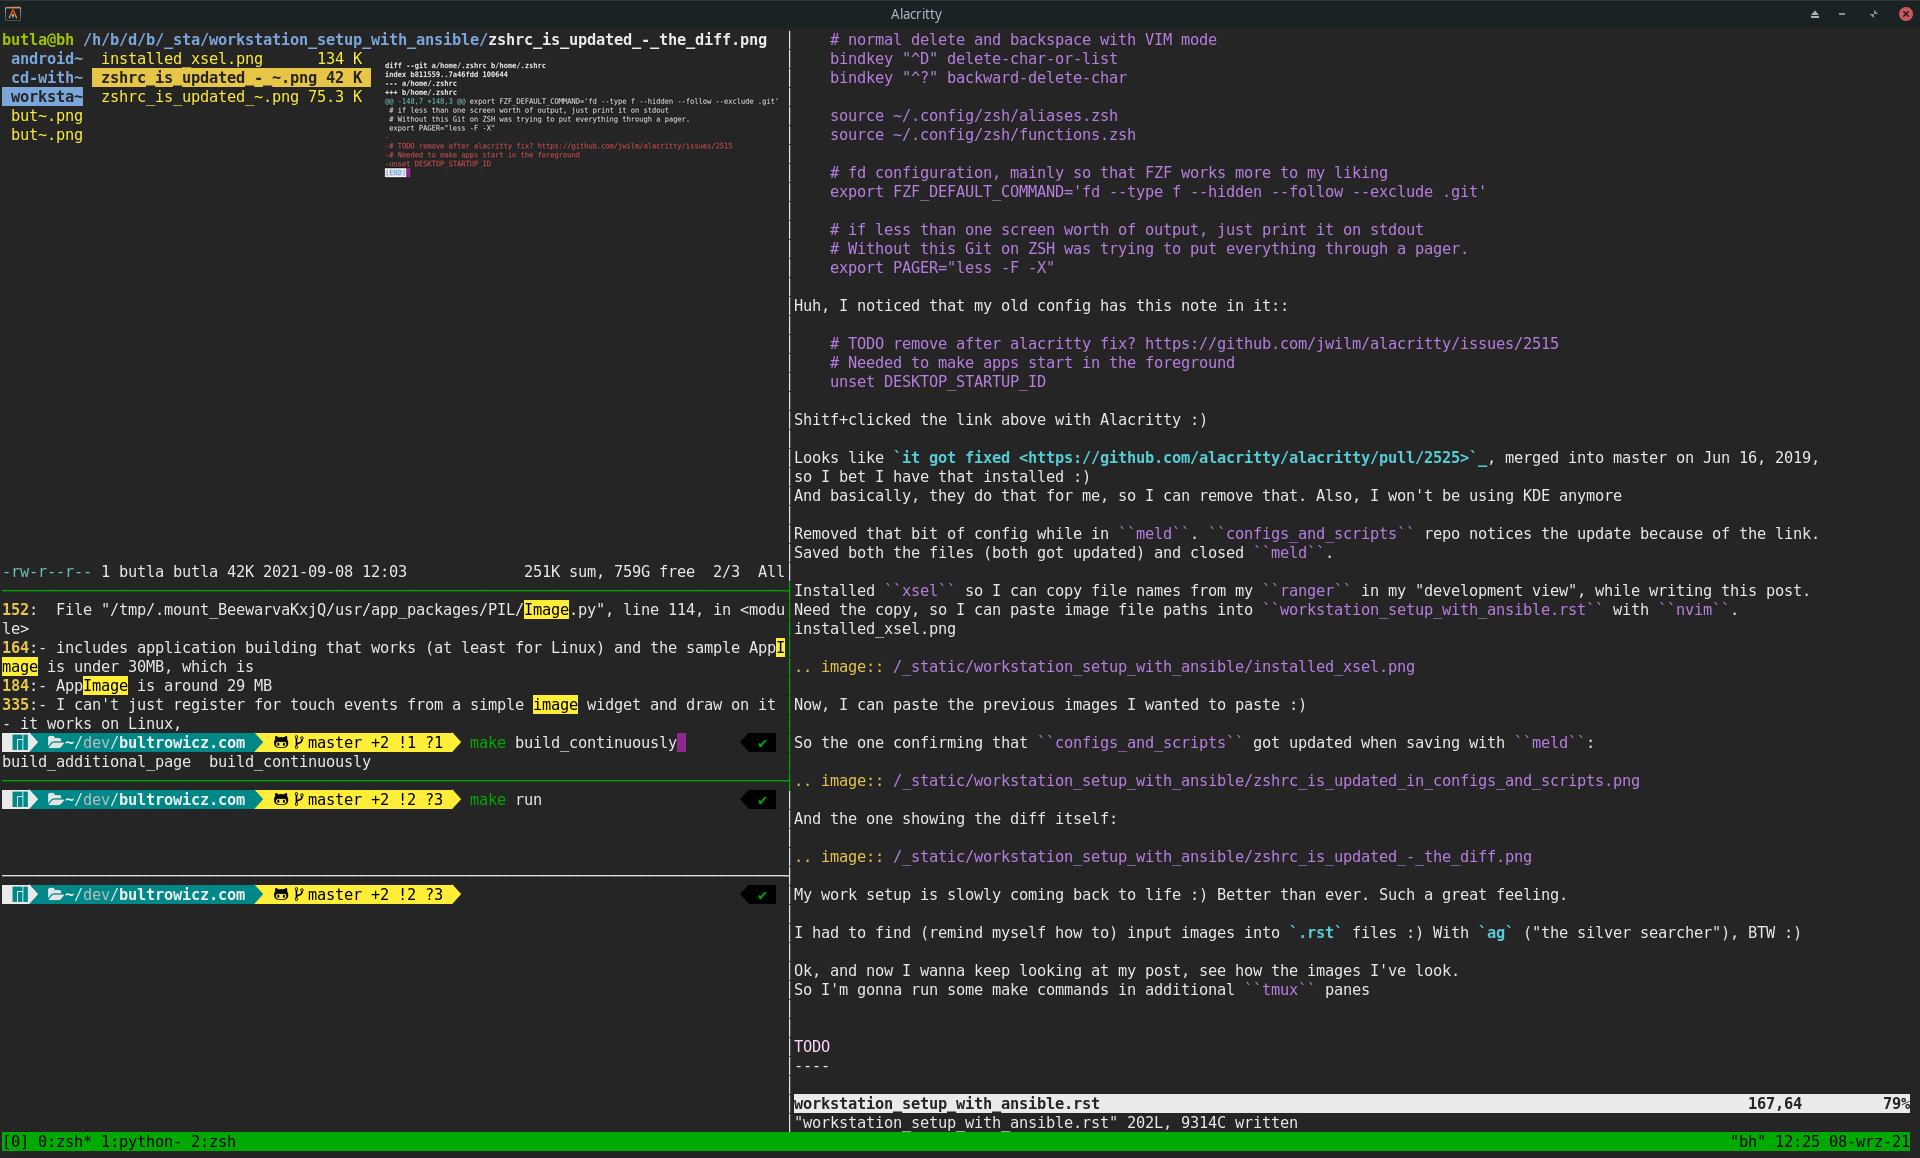 Alacritty
butla@bh /h/b/d/b/_sta/workstation_setup_with_ansible/zshrc_is_updated_-_the_diff.png
android~ installed_xsel.png 134 K
cd-with~ zshrc_is_updated_-_~.png 42 K
worksta~ zshrc_is_updated_~.png 75.3 K
but~.png
but~.png
diff --git a/home/.zshrc b/home/.zshrc
index b811559..7a46fdd 100644
--- a/home/.zshrc
+++ b/home/.zshrc
@@ -148,7 +148,3 @@ export FZF_DEFAULT_COMMAND='fd --type f --hidden --follow --exclude .git'
# if less than one screen worth of output, just print it on stdout
# Without this Git on ZSH was trying to put everything through a pager.
export PAGER="less -F -X"
-
-# TODO remove after alacritty fix? https://github.com/jwilm/alacritty/issues/2515
-# Needed to make apps start in the foreground
-unset DESKTOP_STARTUP_ID
(END)
-rw-r--r-- 1 butla butla 42K 2021-09-08 12:03 251K sum, 759G free 2/3 All
152: File "/tmp/.mount_BeewarvaKxjQ/usr/app_packages/PIL/Image.py", line 114, in <modu
le>
164:- includes application building that works (at least for Linux) and the sample AppI
mage is under 30MB, which is
184:- AppImage is around 29 MB
335:- I can't just register for touch events from a simple image widget and draw on it
- it works on Linux,
~/dev/bultrowicz.com master +2 !1 ?1 make build_continuously ✔
build_additional_page build_continuously
~/dev/bultrowicz.com master +2 !2 ?3 make run ✔
~/dev/bultrowicz.com master +2 !2 ?3 ✔
# normal delete and backspace with VIM mode
bindkey "^D" delete-char-or-list
bindkey "^?" backward-delete-char
source ~/.config/zsh/aliases.zsh
source ~/.config/zsh/functions.zsh
# fd configuration, mainly so that FZF works more to my liking
export FZF_DEFAULT_COMMAND='fd --type f --hidden --follow --exclude .git'
# if less than one screen worth of output, just print it on stdout
# Without this Git on ZSH was trying to put everything through a pager.
export PAGER="less -F -X"
Huh, I noticed that my old config has this note in it::
# TODO remove after alacritty fix? https://github.com/jwilm/alacritty/issues/2515
# Needed to make apps start in the foreground
unset DESKTOP_STARTUP_ID
Shitf+clicked the link above with Alacritty :)
Looks like `it got fixed <https://github.com/alacritty/alacritty/pull/2525>`_, merged into master on Jun 16, 2019,
so I bet I have that installed :)
And basically, they do that for me, so I can remove that. Also, I won't be using KDE anymore
Removed that bit of config while in ``meld``. ``configs_and_scripts`` repo notices the update because of the link.
Saved both the files (both got updated) and closed ``meld``.
Installed ``xsel`` so I can copy file names from my ``ranger`` in my "development view", while writing this post.
Need the copy, so I can paste image file paths into ``workstation_setup_with_ansible.rst`` with ``nvim``.
installed_xsel.png
.. image:: /_static/workstation_setup_with_ansible/installed_xsel.png
Now, I can paste the previous images I wanted to paste :)
So the one confirming that ``configs_and_scripts`` got updated when saving with ``meld``:
.. image:: /_static/workstation_setup_with_ansible/zshrc_is_updated_in_configs_and_scripts.png
And the one showing the diff itself:
.. image:: /_static/workstation_setup_with_ansible/zshrc_is_updated_-_the_diff.png
My work setup is slowly coming back to life :) Better than ever. Such a great feeling.
I had to find (remind myself how to) input images into `.rst` files :) With `ag` ("the silver searcher"), BTW :)
Ok, and now I wanna keep looking at my post, see how the images I've look.
So I'm gonna run some make commands in additional ``tmux`` panes
TODO
----
workstation_setup_with_ansible.rst 167,64 79%
"workstation_setup_with_ansible.rst" 202L, 9314C written
[0] 0:zsh* 1:python- 2:zsh "bh" 12:25 08-wrz-21